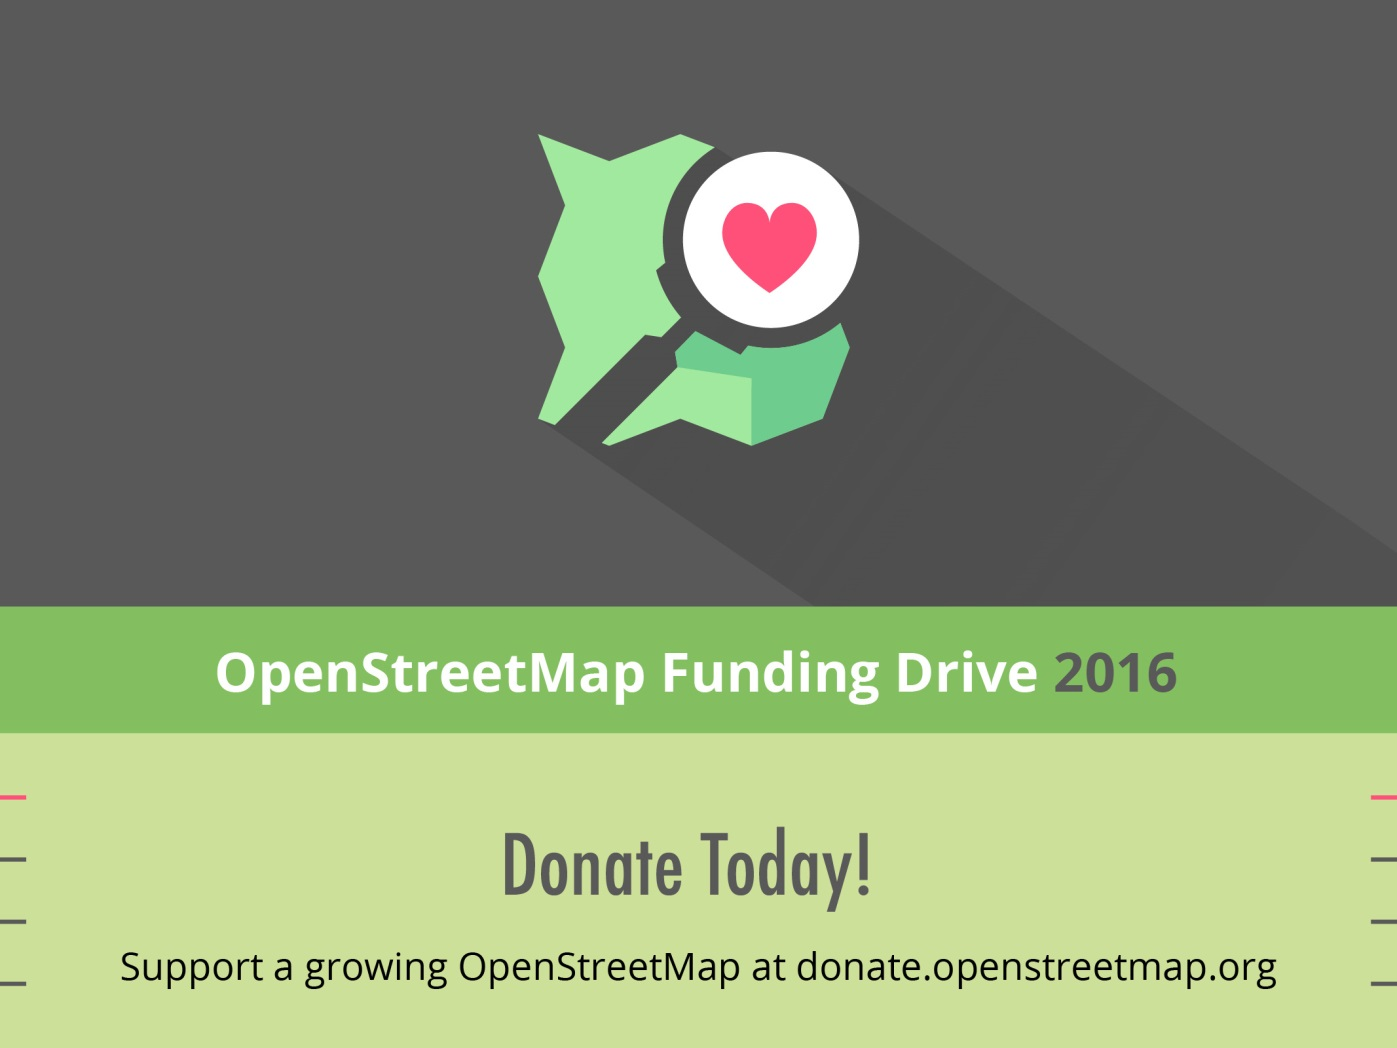 OpenStreetMap Funding Drive 2016
Donate Today!
Support a growing OpenStreetMap at donate.openstreetmap.org